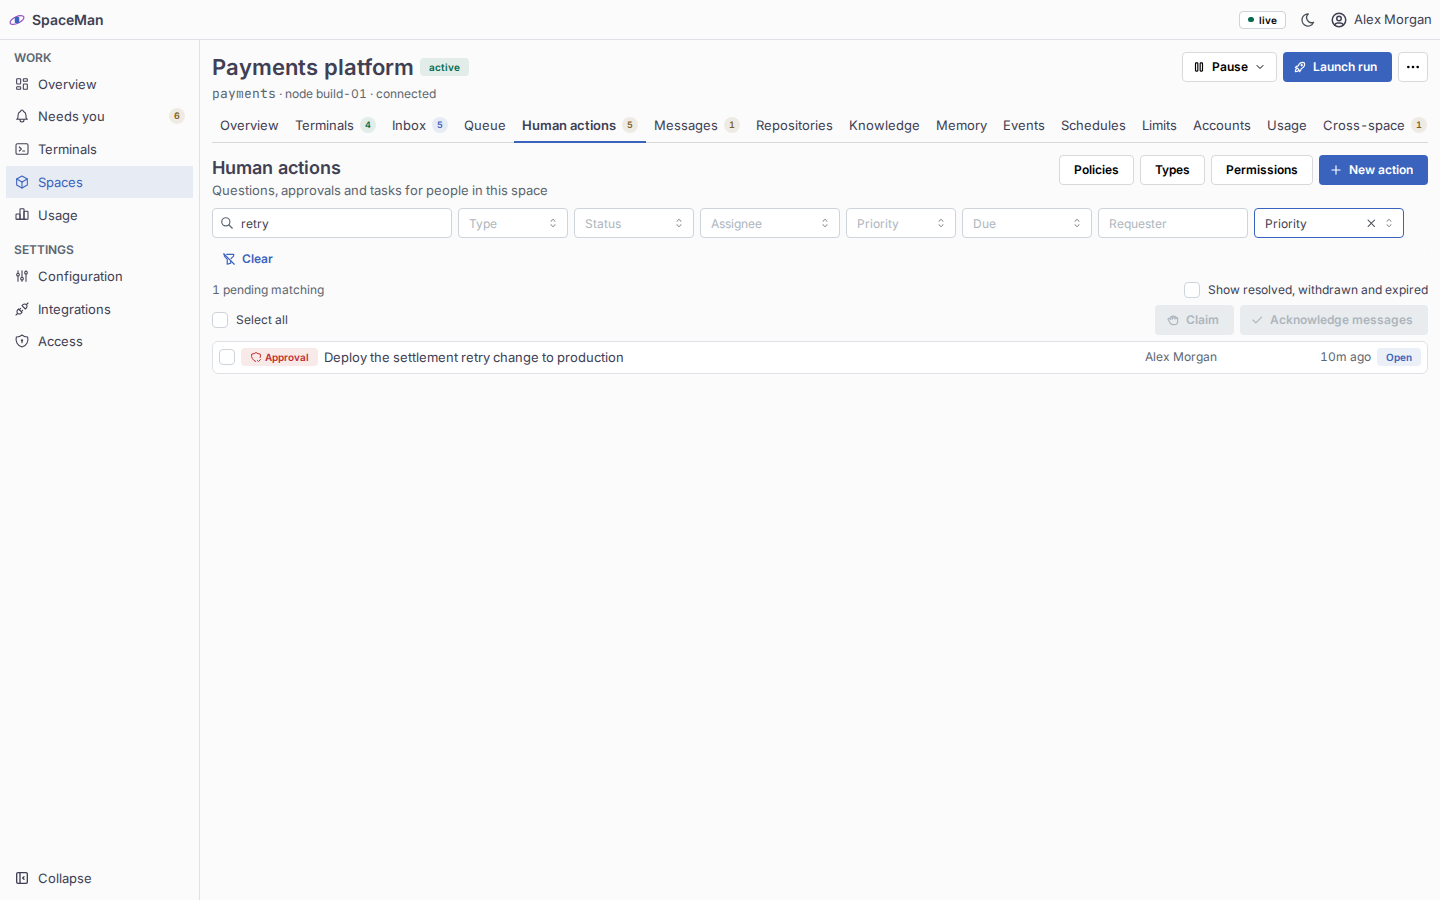 SpaceMan
live
Alex Morgan
WORK
Overview
Needs you 6
Terminals
Spaces
Usage
SETTINGS
Configuration
Integrations
Access
Collapse
Payments platform active
payments · node build-01 · connected
Pause
Launch run
Overview Terminals 4 Inbox 5 Queue Human actions 5 Messages 1 Repositories Knowledge Memory Events Schedules Limits Accounts Usage Cross-space 1
Human actions
Questions, approvals and tasks for people in this space
Policies Types Permissions New action
retry Type Status Assignee Priority Due Requester Priority
Clear
1 pending matching
Show resolved, withdrawn and expired
Select all
Claim Acknowledge messages
Approval Deploy the settlement retry change to production Alex Morgan 10m ago Open